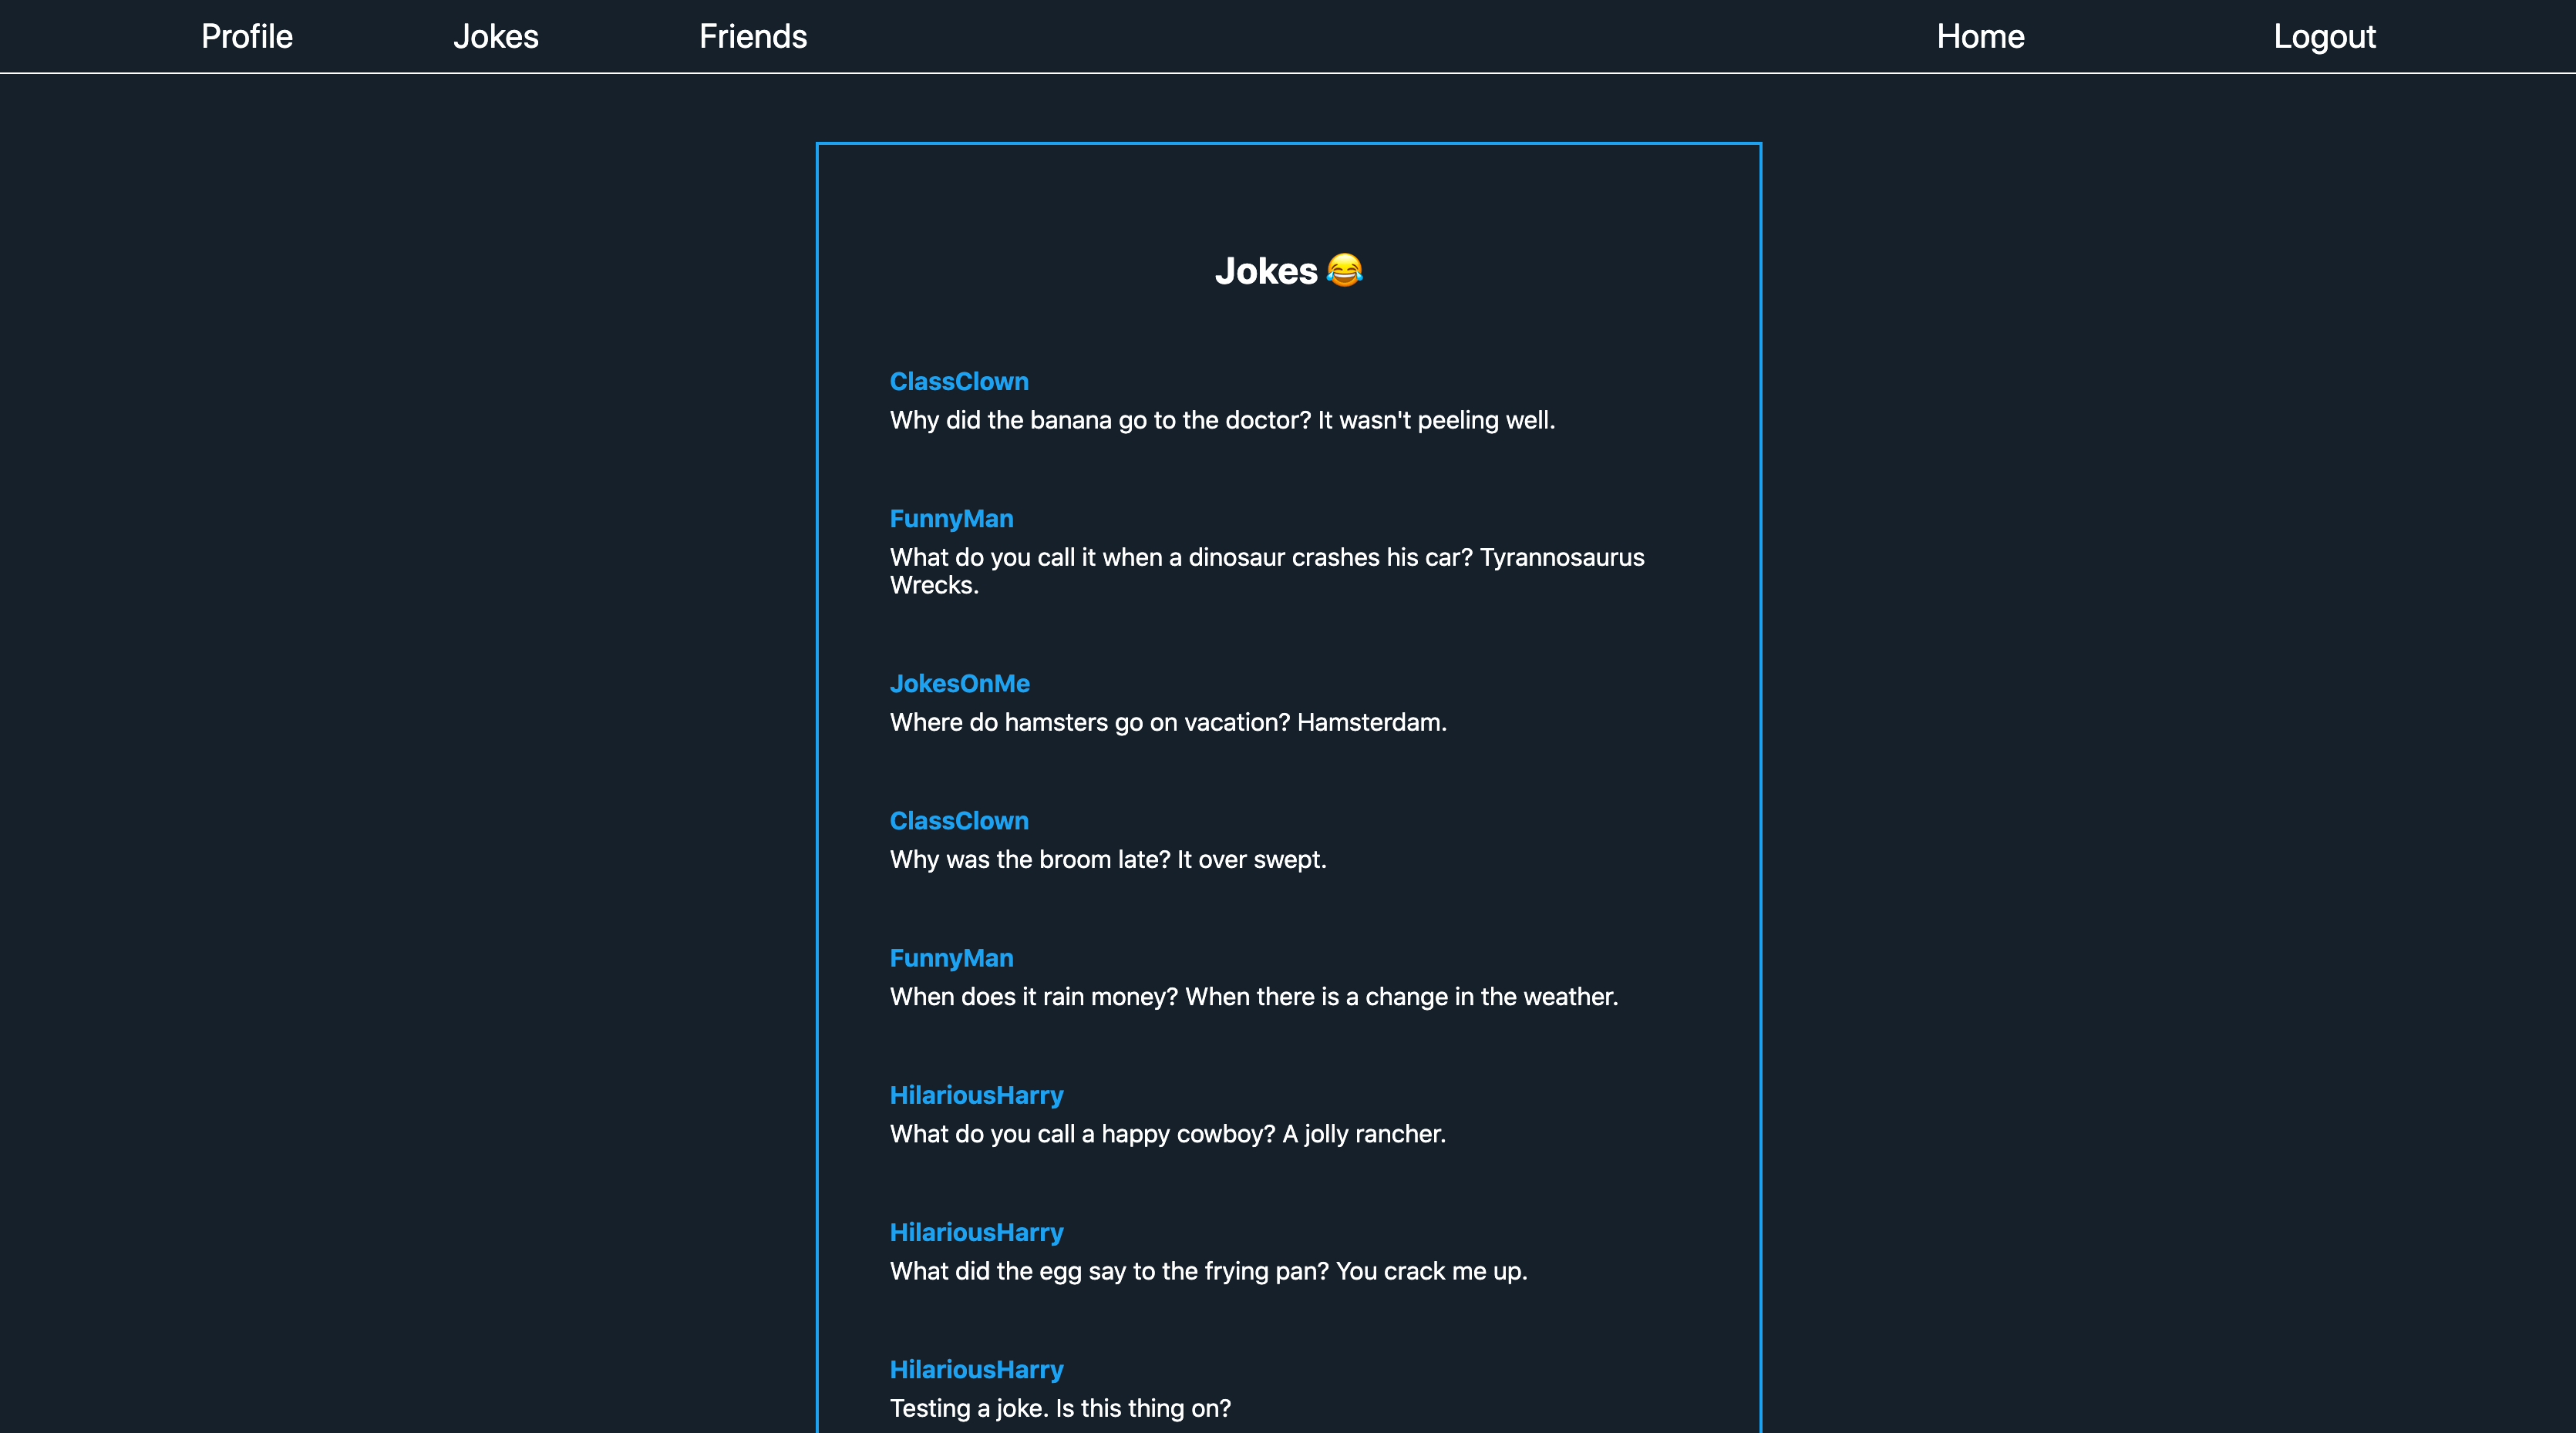 Profile Jokes Friends Home Logout
Jokes 😂
ClassClown
Why did the banana go to the doctor? It wasn't peeling well.
FunnyMan
What do you call it when a dinosaur crashes his car? Tyrannosaurus
Wrecks.
JokesOnMe
Where do hamsters go on vacation? Hamsterdam.
ClassClown
Why was the broom late? It over swept.
FunnyMan
When does it rain money? When there is a change in the weather.
HilariousHarry
What do you call a happy cowboy? A jolly rancher.
HilariousHarry
What did the egg say to the frying pan? You crack me up.
HilariousHarry
Testing a joke. Is this thing on?